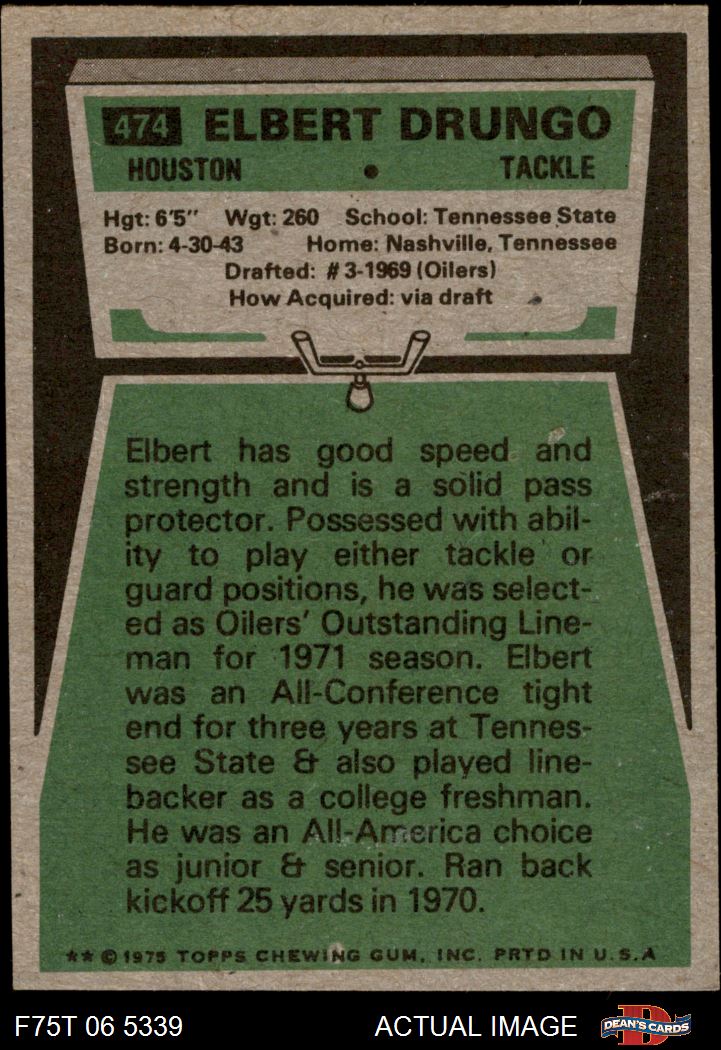 474 ELBERT DRUNGO
HOUSTON • TACKLE
Hgt: 6'5" Wgt: 260 School: Tennessee State
Born: 4-30-43 Home: Nashville, Tennessee
Drafted: #3-1969 (Oilers)
How Acquired: via draft
Elbert has good speed and
strength and is a solid pass
protector. Possessed with abil-
ity to play either tackle or
guard positions, he was select-
ed as Oilers' Outstanding Line-
man for 1971 season. Elbert
was an All-Conference tight
end for three years at Tennes-
see State & also played line-
backer as a college freshman.
He was an All-America choice
as junior & senior. Ran back
kickoff 25 yards in 1970.
** © 1975 TOPPS CHEWING GUM, INC. PRTD IN U.S.A
F75T 06 5339 ACTUAL IMAGE D DEAN'S CARDS